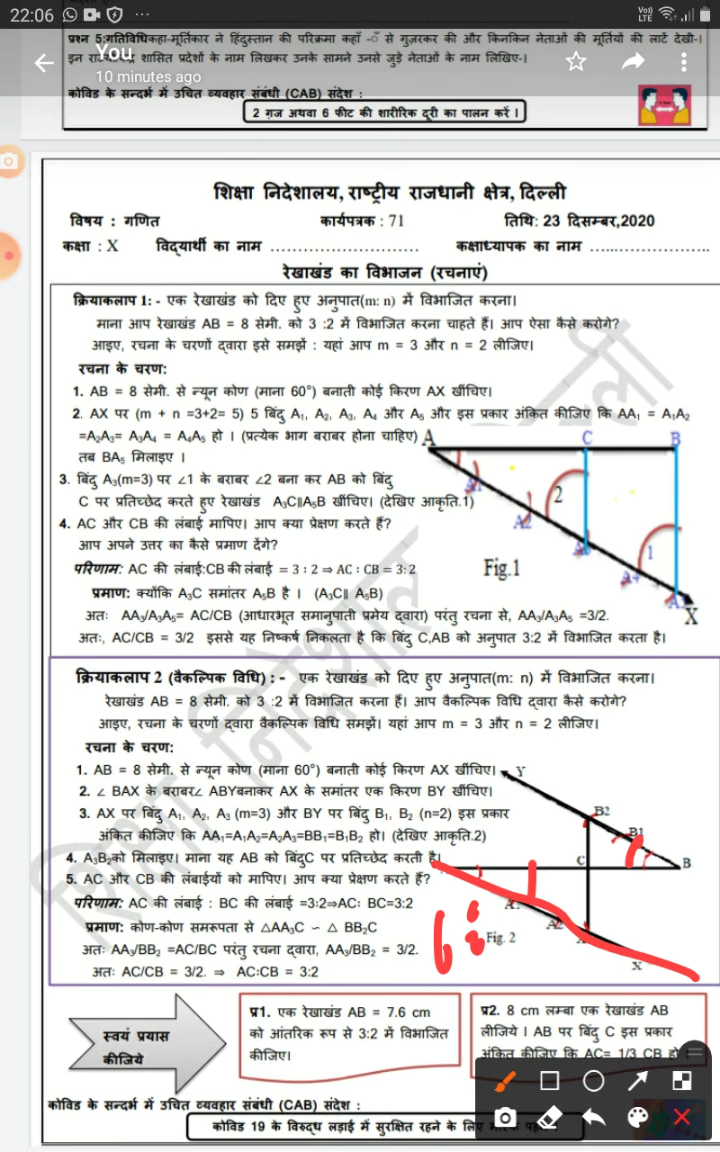 22:06
Vo)) LTE
प्रश्न 5:गतिविधिकहा-मूर्तिकार ने हिंदुस्तान की परिक्रमा कहाँ से गुज़रकर की और किनकिन नेताओं की मूर्तियों की लाटें देखी-।
You
शासित प्रदेशों के नाम लिखकर उनके सामने उनसे जुड़े नेताओं के नाम लिखिए-।
10 minutes ago
कोविड के सन्दर्भ में उचित व्यवहार संबंधी (CAB) संदेश :
2 गज अथवा 6 फीट की शारीरिक दूरी का पालन करें ।
शिक्षा निदेशालय, राष्ट्रीय राजधानी क्षेत्र, दिल्ली
विषय : गणित कार्यपत्रक : 71 तिथि: 23 दिसम्बर,2020
कक्षा : X विद्यार्थी का नाम ............................ कक्षाध्यापक का नाम ......................
रेखाखंड का विभाजन (रचनाएं)
क्रियाकलाप 1: - एक रेखाखंड को दिए हुए अनुपात(m: n) में विभाजित करना।
माना आप रेखाखंड AB = 8 सेमी. को 3 :2 में विभाजित करना चाहते हैं। आप ऐसा कैसे करोगे?
आइए, रचना के चरणों द्वारा इसे समझें : यहां आप m = 3 और n = 2 लीजिए।
रचना के चरण:
1. AB = 8 सेमी. से न्यून कोण (माना 60°) बनाती कोई किरण AX खींचिए।
2. AX पर (m + n =3+2= 5) 5 बिंदु A₁, A₂, A₃, A₄ और A₅ और इस प्रकार अंकित कीजिए कि AA₁ = A₁A₂
=A₂A₃= A₃A₄ = A₄A₅ हो । (प्रत्येक भाग बराबर होना चाहिए)
तब BA₅ मिलाइए ।
3. बिंदु A₃(m=3) पर ∠1 के बराबर ∠2 बना कर AB को बिंदु
C पर प्रतिच्छेद करते हुए रेखाखंड A₃C∥A₅B खींचिए। (देखिए आकृति.1)
4. AC और CB की लंबाई मापिए। आप क्या प्रेक्षण करते हैं?
आप अपने उत्तर का कैसे प्रमाण देंगे?
परिणाम: AC की लंबाई:CB की लंबाई = 3 : 2 ⇒ AC : CB = 3: 2
प्रमाण: क्योंकि A₃C समांतर A₅B है । (A₃C∥ A₅B)
अतः AA₃/A₃A₅= AC/CB (आधारभूत समानुपाती प्रमेय द्वारा) परंतु रचना से, AA₃/A₃A₅ =3/2.
अतः, AC/CB = 3/2 इससे यह निष्कर्ष निकलता है कि बिंदु C,AB को अनुपात 3:2 में विभाजित करता है।
A C B
A1 A2 2 A4 1 X
Fig.1
क्रियाकलाप 2 (वैकल्पिक विधि) : - एक रेखाखंड को दिए हुए अनुपात(m: n) में विभाजित करना।
रेखाखंड AB = 8 सेमी. को 3 :2 में विभाजित करना हैं। आप वैकल्पिक विधि द्वारा कैसे करोगे?
आइए, रचना के चरणों द्वारा वैकल्पिक विधि समझें। यहां आप m = 3 और n = 2 लीजिए।
रचना के चरण:
1. AB = 8 सेमी. से न्यून कोण (माना 60°) बनाती कोई किरण AX खींचिए।
2. ∠ BAX के बराबर∠ ABYबनाकर AX के समांतर एक किरण BY खींचिए।
3. AX पर बिंदु A₁, A₂, A₃ (m=3) और BY पर बिंदु B₁, B₂ (n=2) इस प्रकार
अंकित कीजिए कि AA₁=A₁A₂=A₂A₃=BB₁=B₁B₂ हो। (देखिए आकृति.2)
4. A₃B₂को मिलाइए। माना यह AB को बिंदुC पर प्रतिच्छेद करती है।
5. AC और CB की लंबाईयों को मापिए। आप क्या प्रेक्षण करते हैं?
परिणाम: AC की लंबाई : BC की लंबाई =3:2⇒AC: BC=3:2
प्रमाण: कोण-कोण समरूपता से △AA₃C ∽ △ BB₂C
अतः AA₃/BB₂ =AC/BC परंतु रचना द्वारा, AA₃/BB₂ = 3/2.
अतः AC/CB = 3/2. ⇒ AC:CB = 3:2
Y B2 B1
C B
A2
Fig. 2
X
स्वयं प्रयास
कीजिये
प्र1. एक रेखाखंड AB = 7.6 cm
को आंतरिक रूप से 3:2 में विभाजित
कीजिए।
प्र2. 8 cm लम्बा एक रेखाखंड AB
लीजिये । AB पर बिंदु C इस प्रकार
अंकित कीजिए कि AC= 1/3 CB हो
कोविड के सन्दर्भ में उचित व्यवहार संबंधी (CAB) संदेश :
कोविड 19 के विरुद्ध लड़ाई में सुरक्षित रहने के लिए
शिक्षा निदेशालय